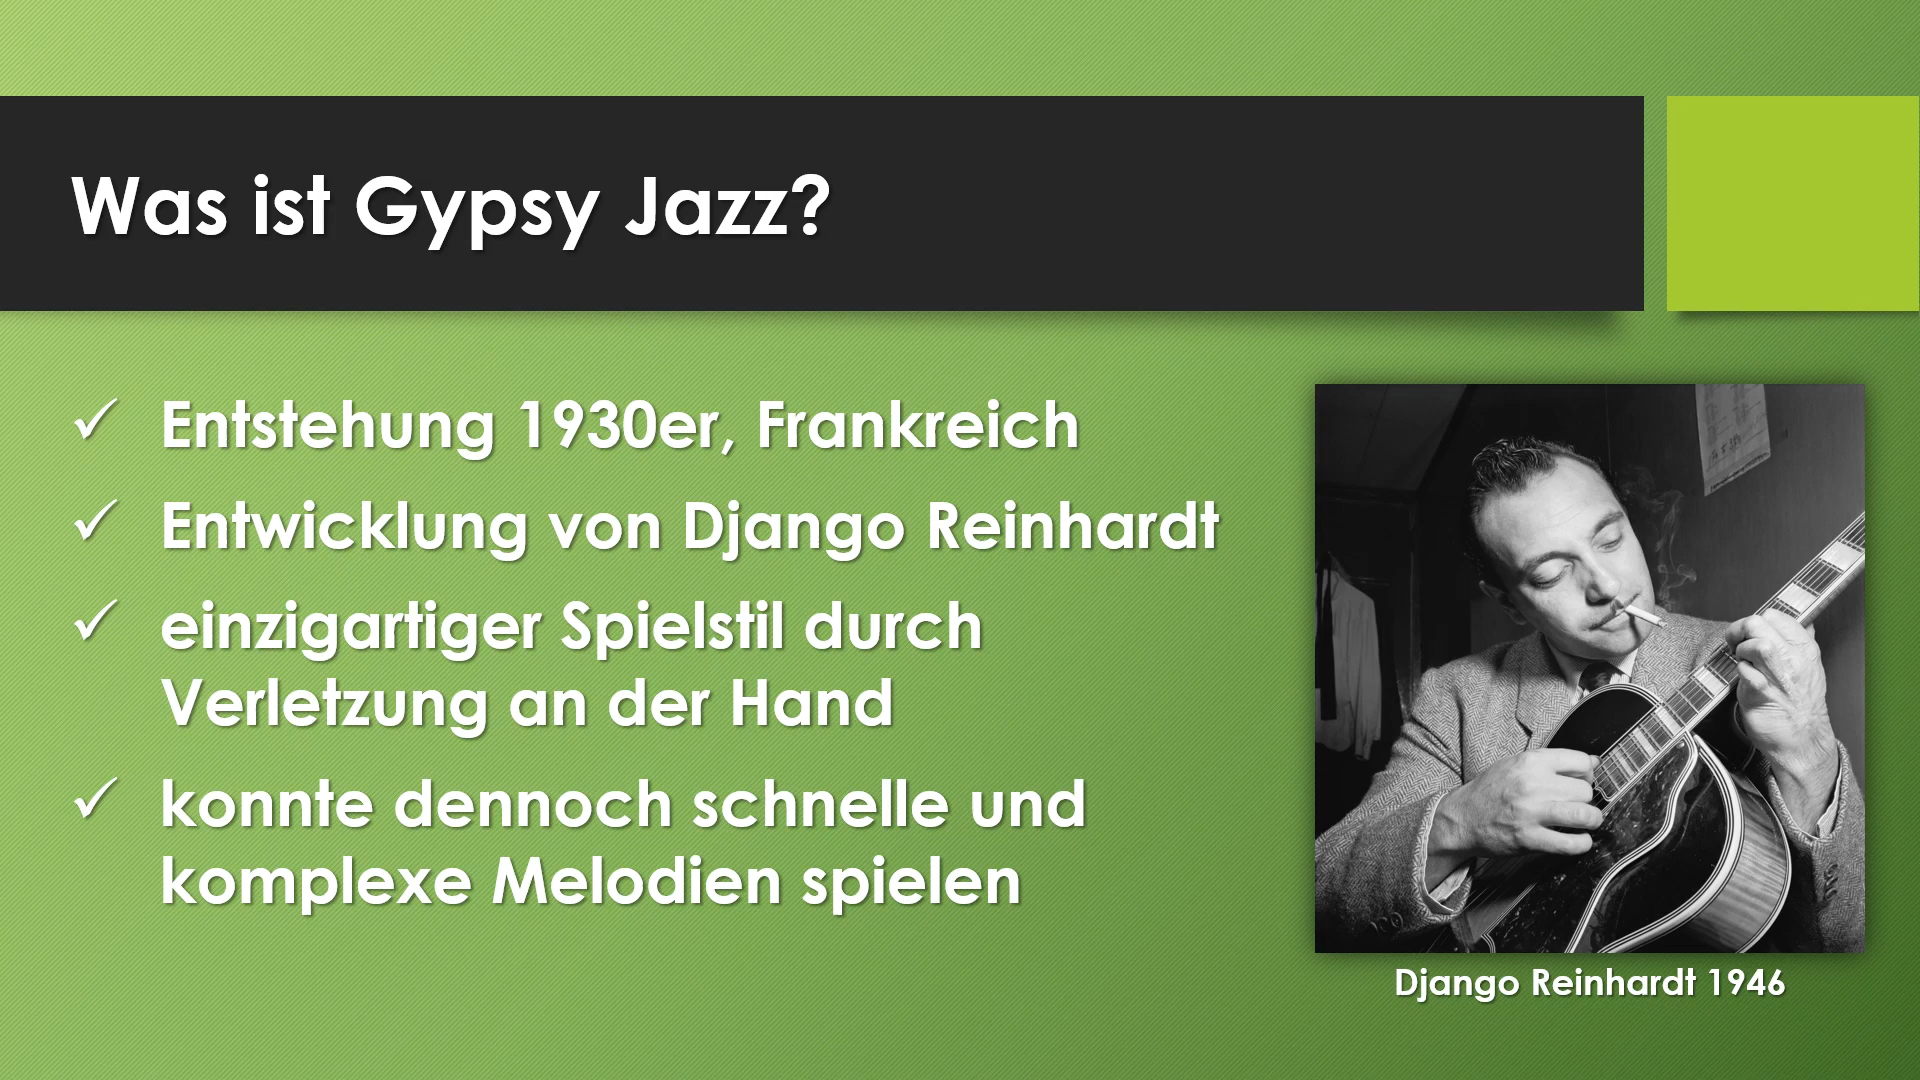 Was ist Gypsy Jazz?
✓ Entstehung 1930er, Frankreich
✓ Entwicklung von Django Reinhardt
✓ einzigartiger Spielstil durch
Verletzung an der Hand
✓ konnte dennoch schnelle und
komplexe Melodien spielen
Django Reinhardt 1946